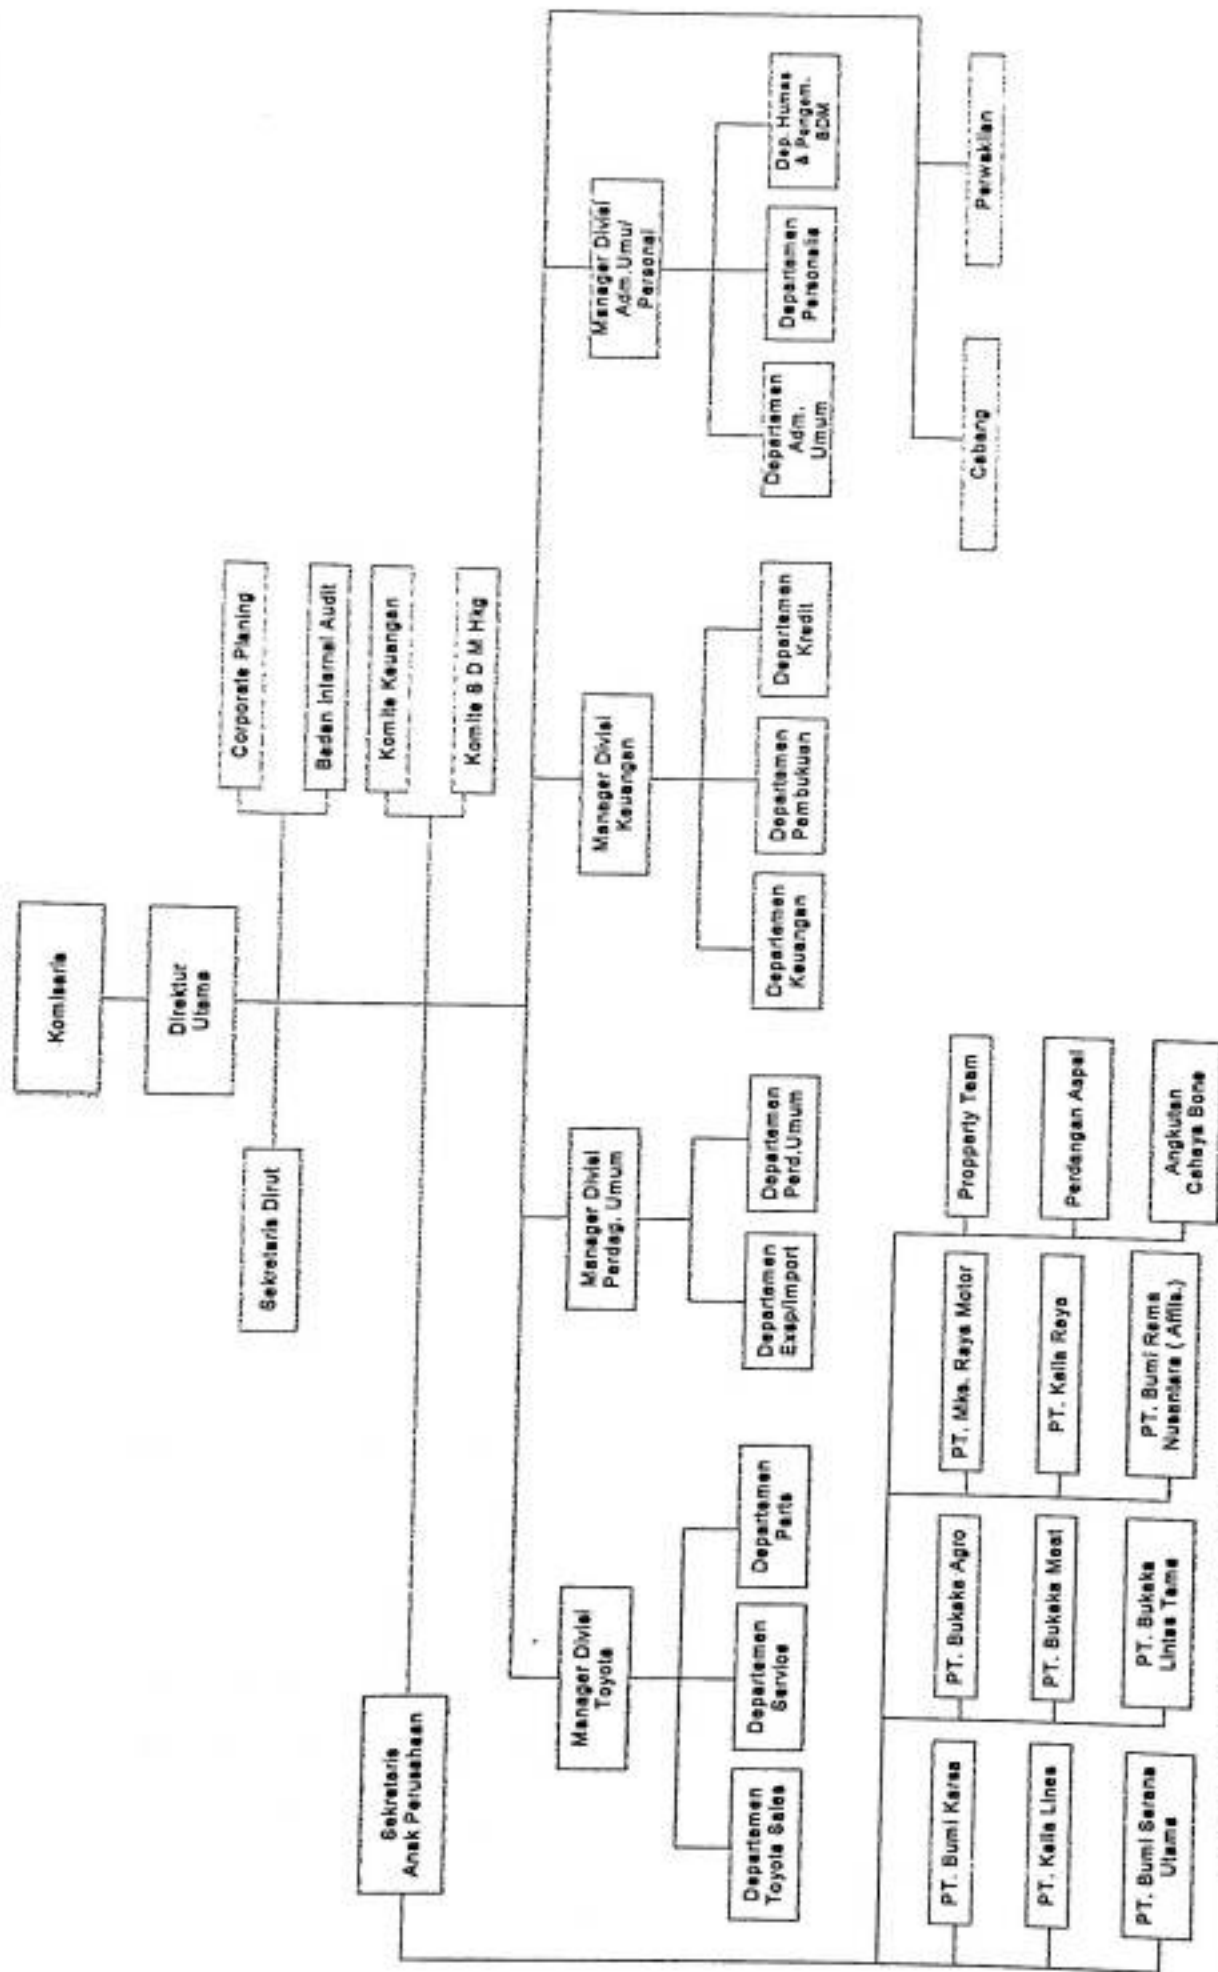 Komisaris
Direktur
Utama
Sekretaris Dirut
Corporate Planing
Badan Internal Audit
Sekretaris
Anak Perusahaan
Komite Keuangan
Komite S D M Hkg
Manager Divisi
Toyota
Manager Divisi
Perdag. Umum
Manager Divisi
Keuangan
Manager Divisi
Adm.Umu/
Personal
Departemen
Toyota Sales
Departemen
Service
Departemen
Parts
Departemen
Exsp/Import
Departemen
Perd.Umum
Departemen
Keuangan
Departemen
Pembukuan
Departemen
Kredit
Departemen
Adm.
Umum
Departemen
Personalia
Dep. Humas
& Pengem.
SDM
Cabang
Perwakilan
PT. Bumi Karsa
PT. Bukaka Agro
PT. Mks. Raya Motor
Propperty Team
PT. Kalla Lines
PT. Bukaka Meat
PT. Kalla Raya
Perdangan Aspal
PT. Bumi Sarana
Utama
PT. Bukaka
Lintas Tama
PT. Bumi Rama
Nusantara ( Affils.)
Angkutan
Cahaya Bone